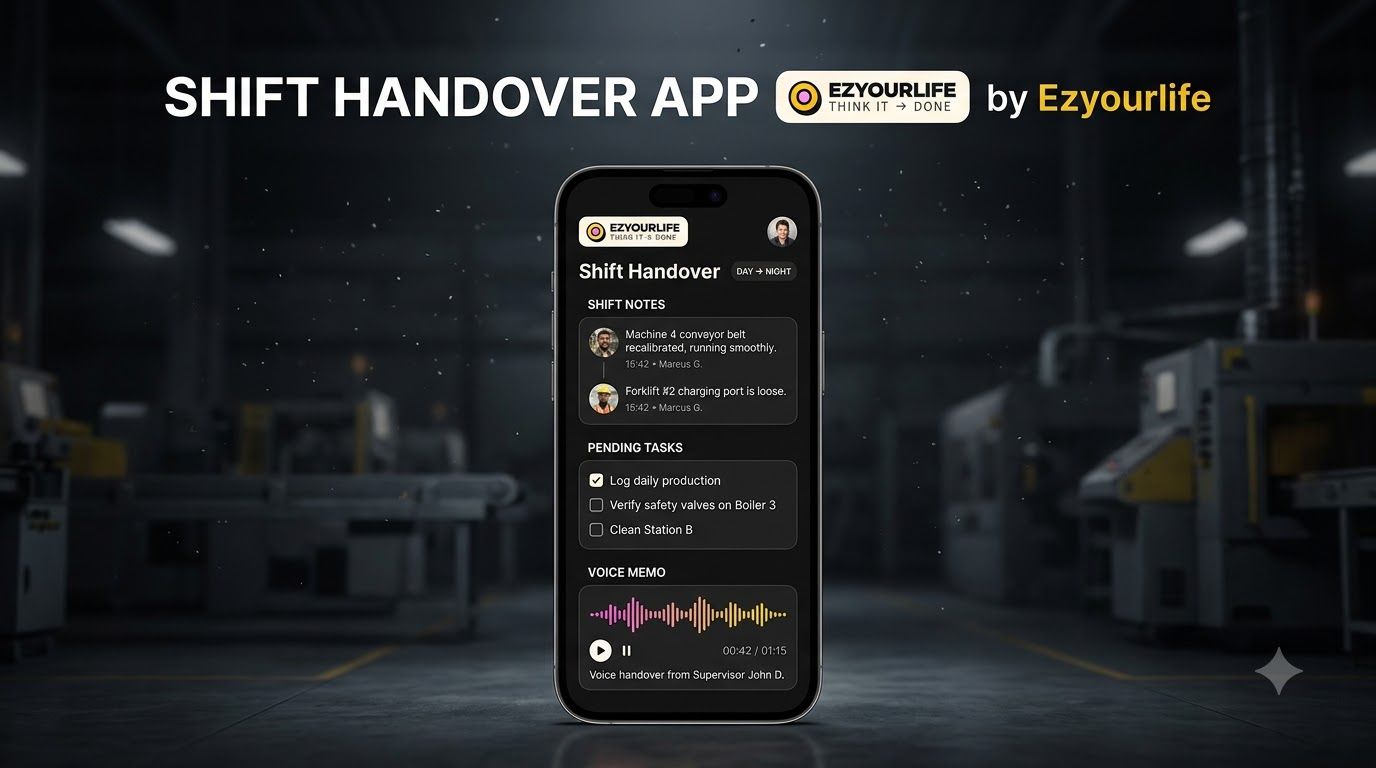 SHIFT HANDOVER APP EZYOURLIFE THINK IT → DONE by Ezyourlife
EZYOURLIFE
Shift Handover DAY → NIGHT
SHIFT NOTES
Machine 4 conveyor belt
recalibrated, running smoothly.
15:42 • Mareus G.
Forklift #2 charging port is loose.
15:42 • Marcus G.
PENDING TASKS
Log daily production
Verify safety valves on Boiler 3
Clean Station B
VOICE MEMO
00:42 / 01:15
Voice handover from Supervisor John D.